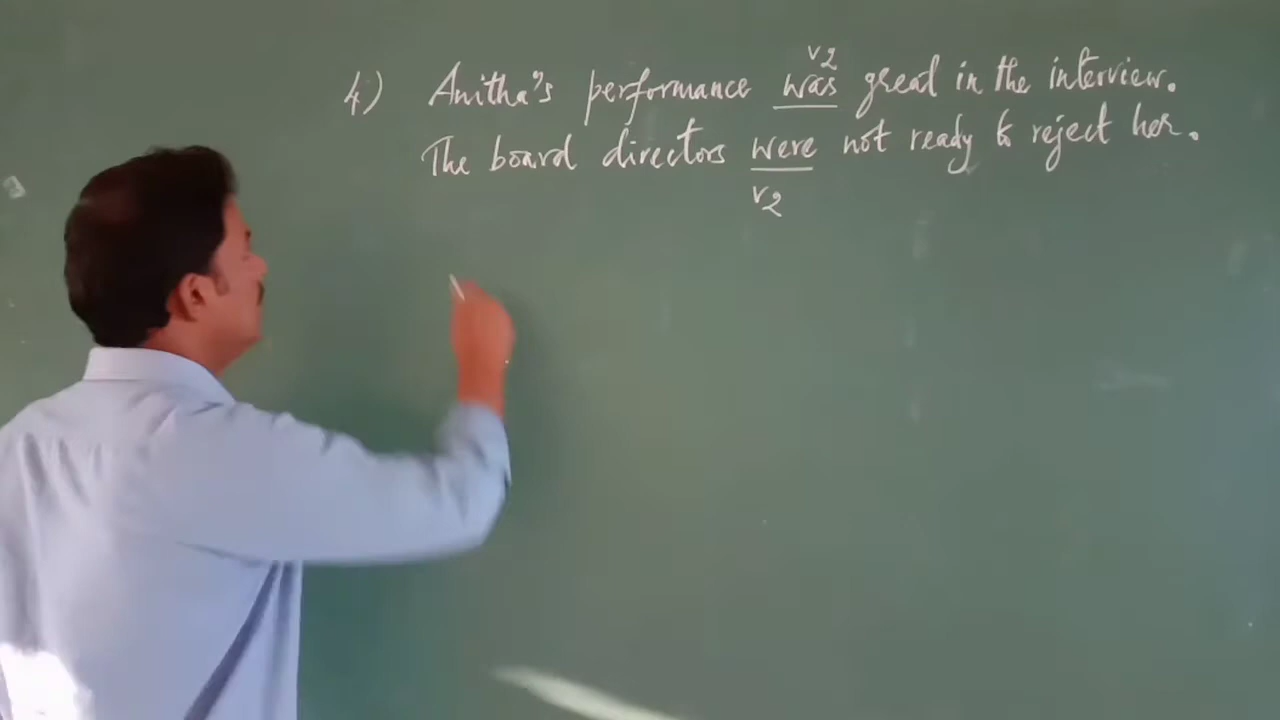 v2
4) Anitha's performance was great in the interview.
The board directors were not ready to reject her.
v2